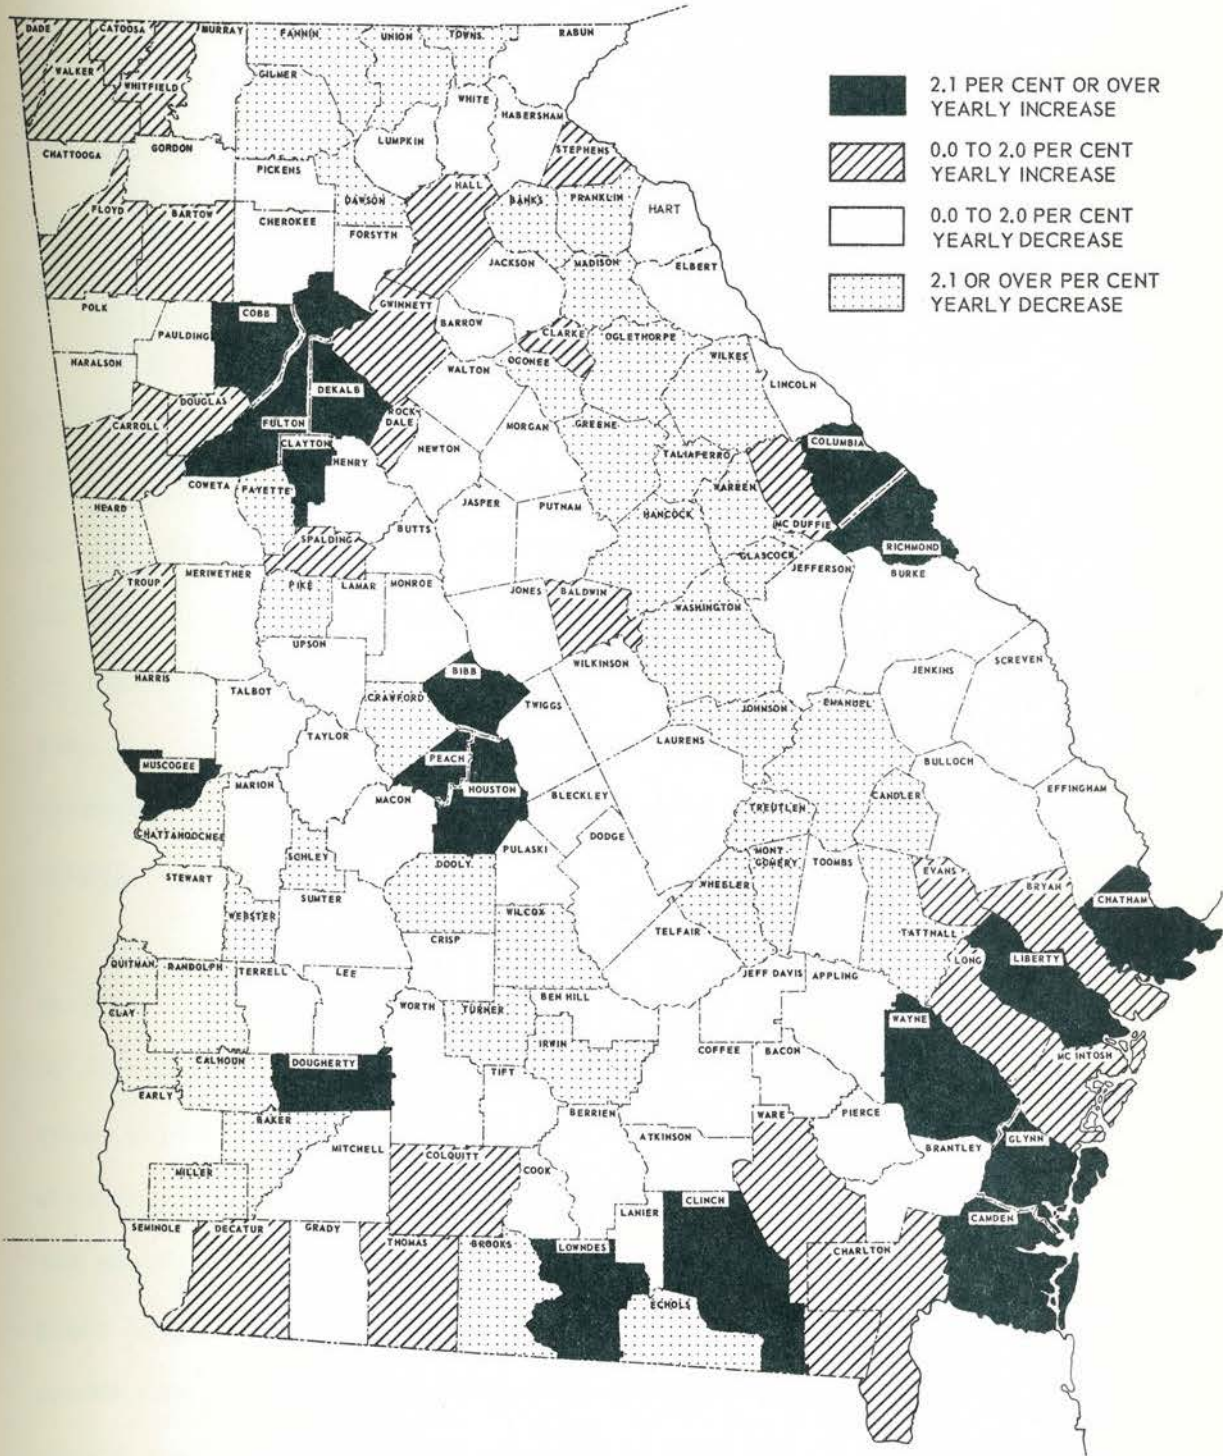 DADE
CATOOSA
MURRAY
FANNIN
UNION
TOWNS
RABUN
WALKER
WHITFIELD
GILMER
WHITE
HABERSHAM
2.1 PER CENT OR OVER
YEARLY INCREASE
0.0 TO 2.0 PER CENT
YEARLY INCREASE
0.0 TO 2.0 PER CENT
YEARLY DECREASE
2.1 OR OVER PER CENT
YEARLY DECREASE
CHATTOOGA
GORDON
PICKENS
LUMPKIN
STEPHENS
FLOYD
BARTOW
CHEROKEE
DAWSON
FORSYTH
HALL
BANKS
FRANKLIN
HART
JACKSON
MADISON
ELBERT
POLK
PAULDING
COBB
GWINNETT
BARROW
CLARKE
OGLETHORPE
HARALSON
WALTON
OGONEE
WILKES
LINCOLN
CARROLL
DOUGLAS
FULTON
DEKALB
CLAYTON
ROCK
DALE
HENRY
NEWTON
MORGAN
GREENE
TALIAFERRO
COLUMBIA
COWETA
FAYETTE
HEARD
SPALDING
BUTTS
JASPER
PUTNAM
HANCOCK
WARREN
MC DUFFIE
RICHMOND
GLASCOCK
JEFFERSON
BURKE
TROUP
MERIWETHER
PIKE
LAMAR
MONROE
JONES
BALDWIN
WASHINGTON
UPSON
HARRIS
TALBOT
CRAWFORD
BIBB
TWIGGS
WILKINSON
JENKINS
SCREVEN
JOHNSON
EMANUEL
TAYLOR
LAURENS
MUSCOGEE
MARION
MACON
PEACH
HOUSTON
BLECKLEY
BULLOCH
EFFINGHAM
CHATTAHOOCHEE
TREUTLEN
CANDLER
SCHLEY
DOOLY
PULASKI
DODGE
MONT
GOMERY
TOOMBS
STEWART
WEBSTER
SUMTER
WILCOX
WHEELER
EVANS
BRYAN
CHATHAM
CRISP
TELFAIR
TATTNALL
LONG
LIBERTY
QUITMAN
RANDOLPH
TERRELL
LEE
JEFF DAVIS
APPLING
CLAY
WORTH
TURNER
BEN HILL
WAYNE
CALHOUN
DOUGHERTY
IRWIN
COFFEE
BACON
MC INTOSH
EARLY
TIFT
BAKER
MITCHELL
BERRIEN
WARE
PIERCE
ATKINSON
BRANTLEY
GLYNN
MILLER
COLQUITT
COOK
LANIER
CLINCH
CAMDEN
SEMINOLE
DECATUR
GRADY
THOMAS
BROOKS
LOWNDES
CHARLTON
ECHOLS